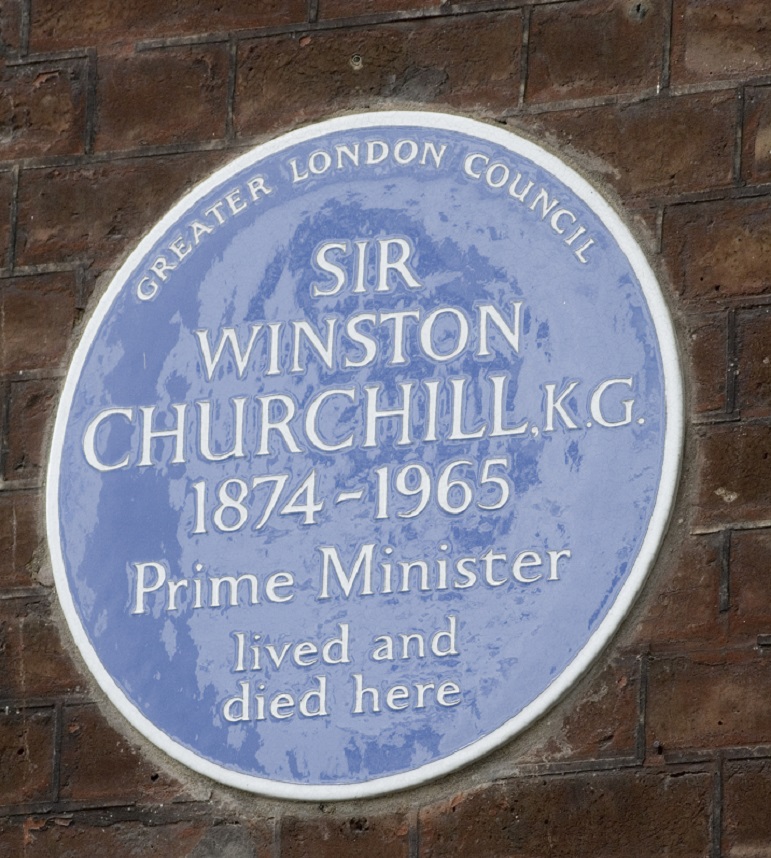 GREATER LONDON COUNCIL
SIR
WINSTON
CHURCHILL, K.G.
1874-1965
Prime Minister
lived and
died here